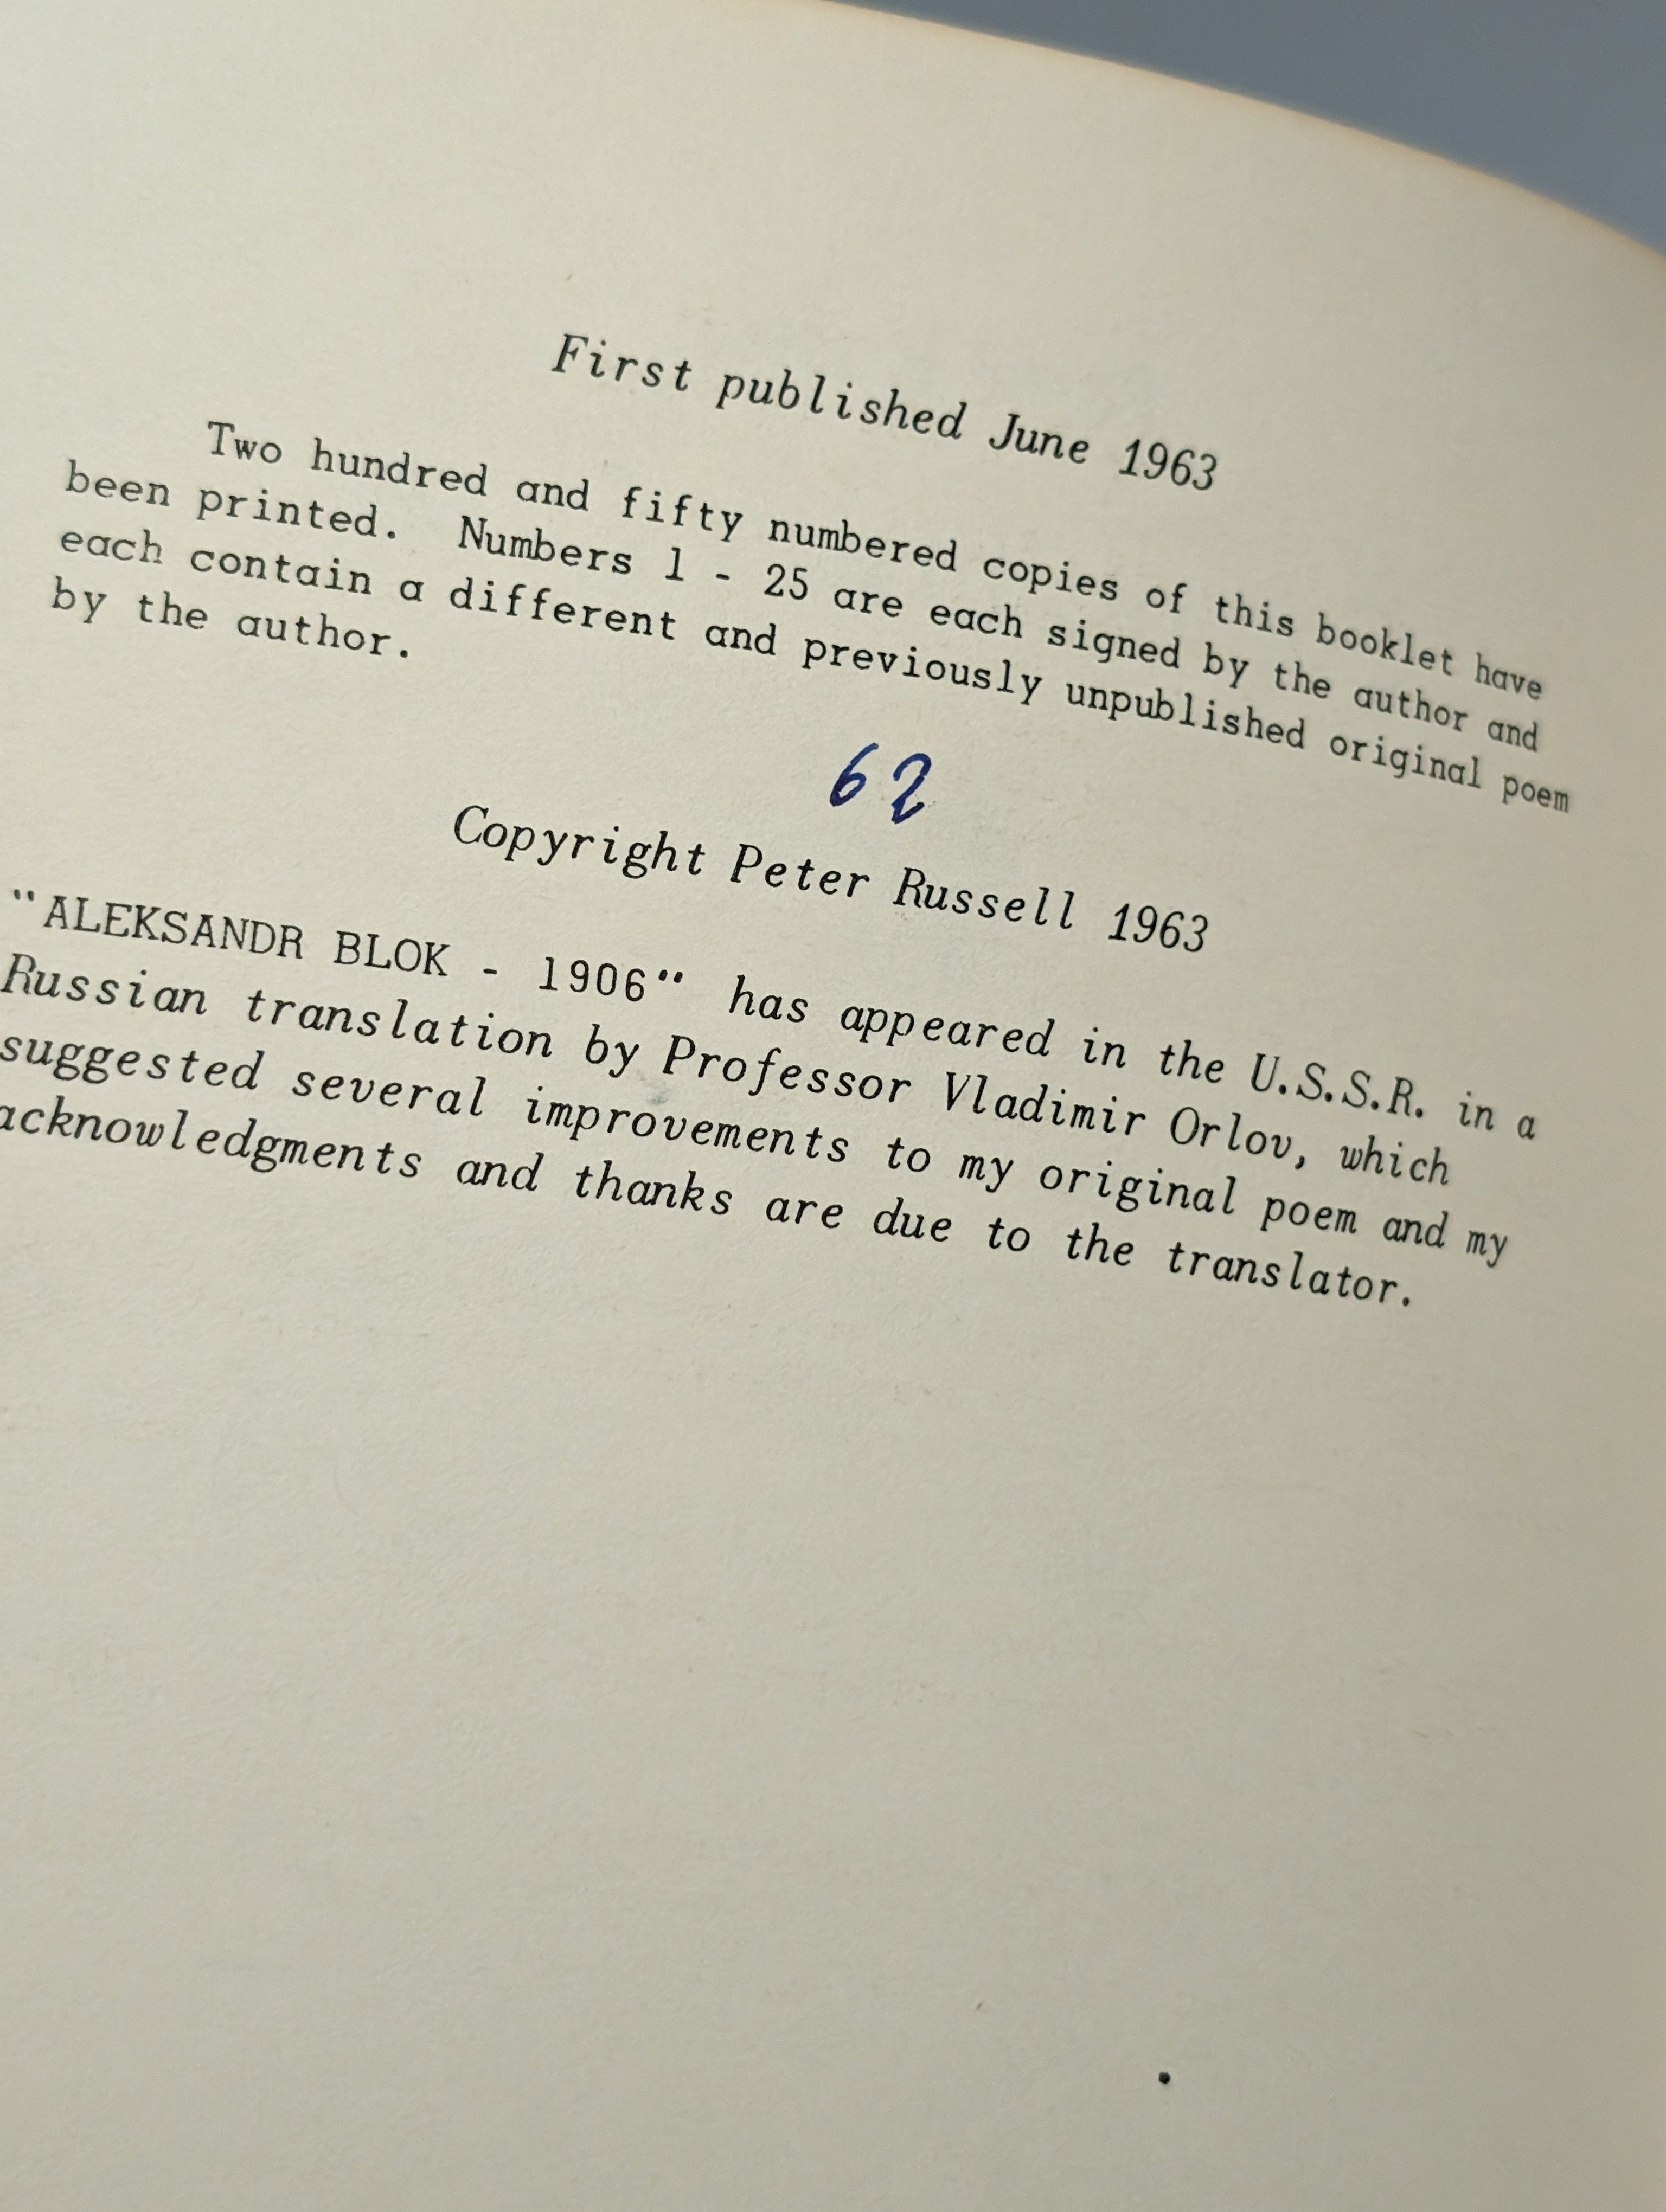 First published June 1963
Two hundred and fifty numbered copies of this booklet have
been printed. Numbers 1 - 25 are each signed by the author and
each contain a different and previously unpublished original poem
by the author.
62
Copyright Peter Russell 1963
"ALEKSANDR BLOK - 1906" has appeared in the U.S.S.R. in a
Russian translation by Professor Vladimir Orlov, which
suggested several improvements to my original poem and my
acknowledgments and thanks are due to the translator.